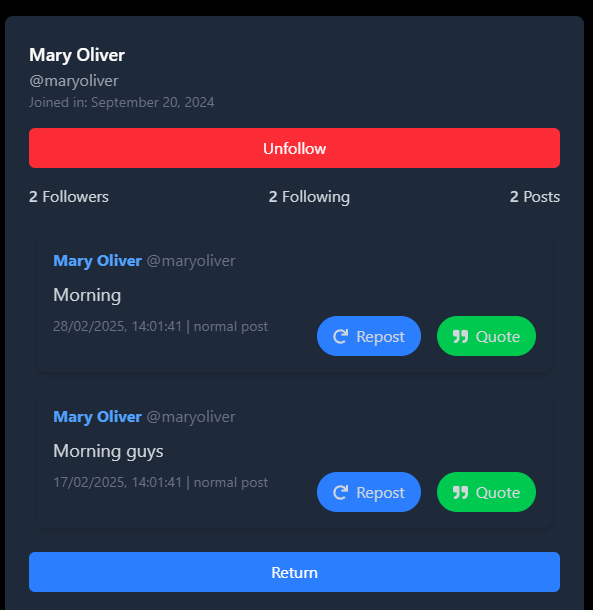 Mary Oliver
@maryoliver
Joined in: September 20, 2024
Unfollow
2 Followers 2 Following 2 Posts
Mary Oliver @maryoliver
Morning
28/02/2025, 14:01:41 | normal post Repost Quote
Mary Oliver @maryoliver
Morning guys
17/02/2025, 14:01:41 | normal post Repost Quote
Return